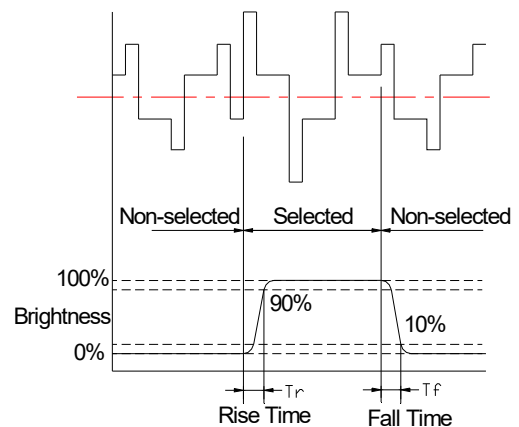 Non-selected Selected Non-selected
100%
90%
Brightness 10%
0%
Tr Tf
Rise Time Fall Time